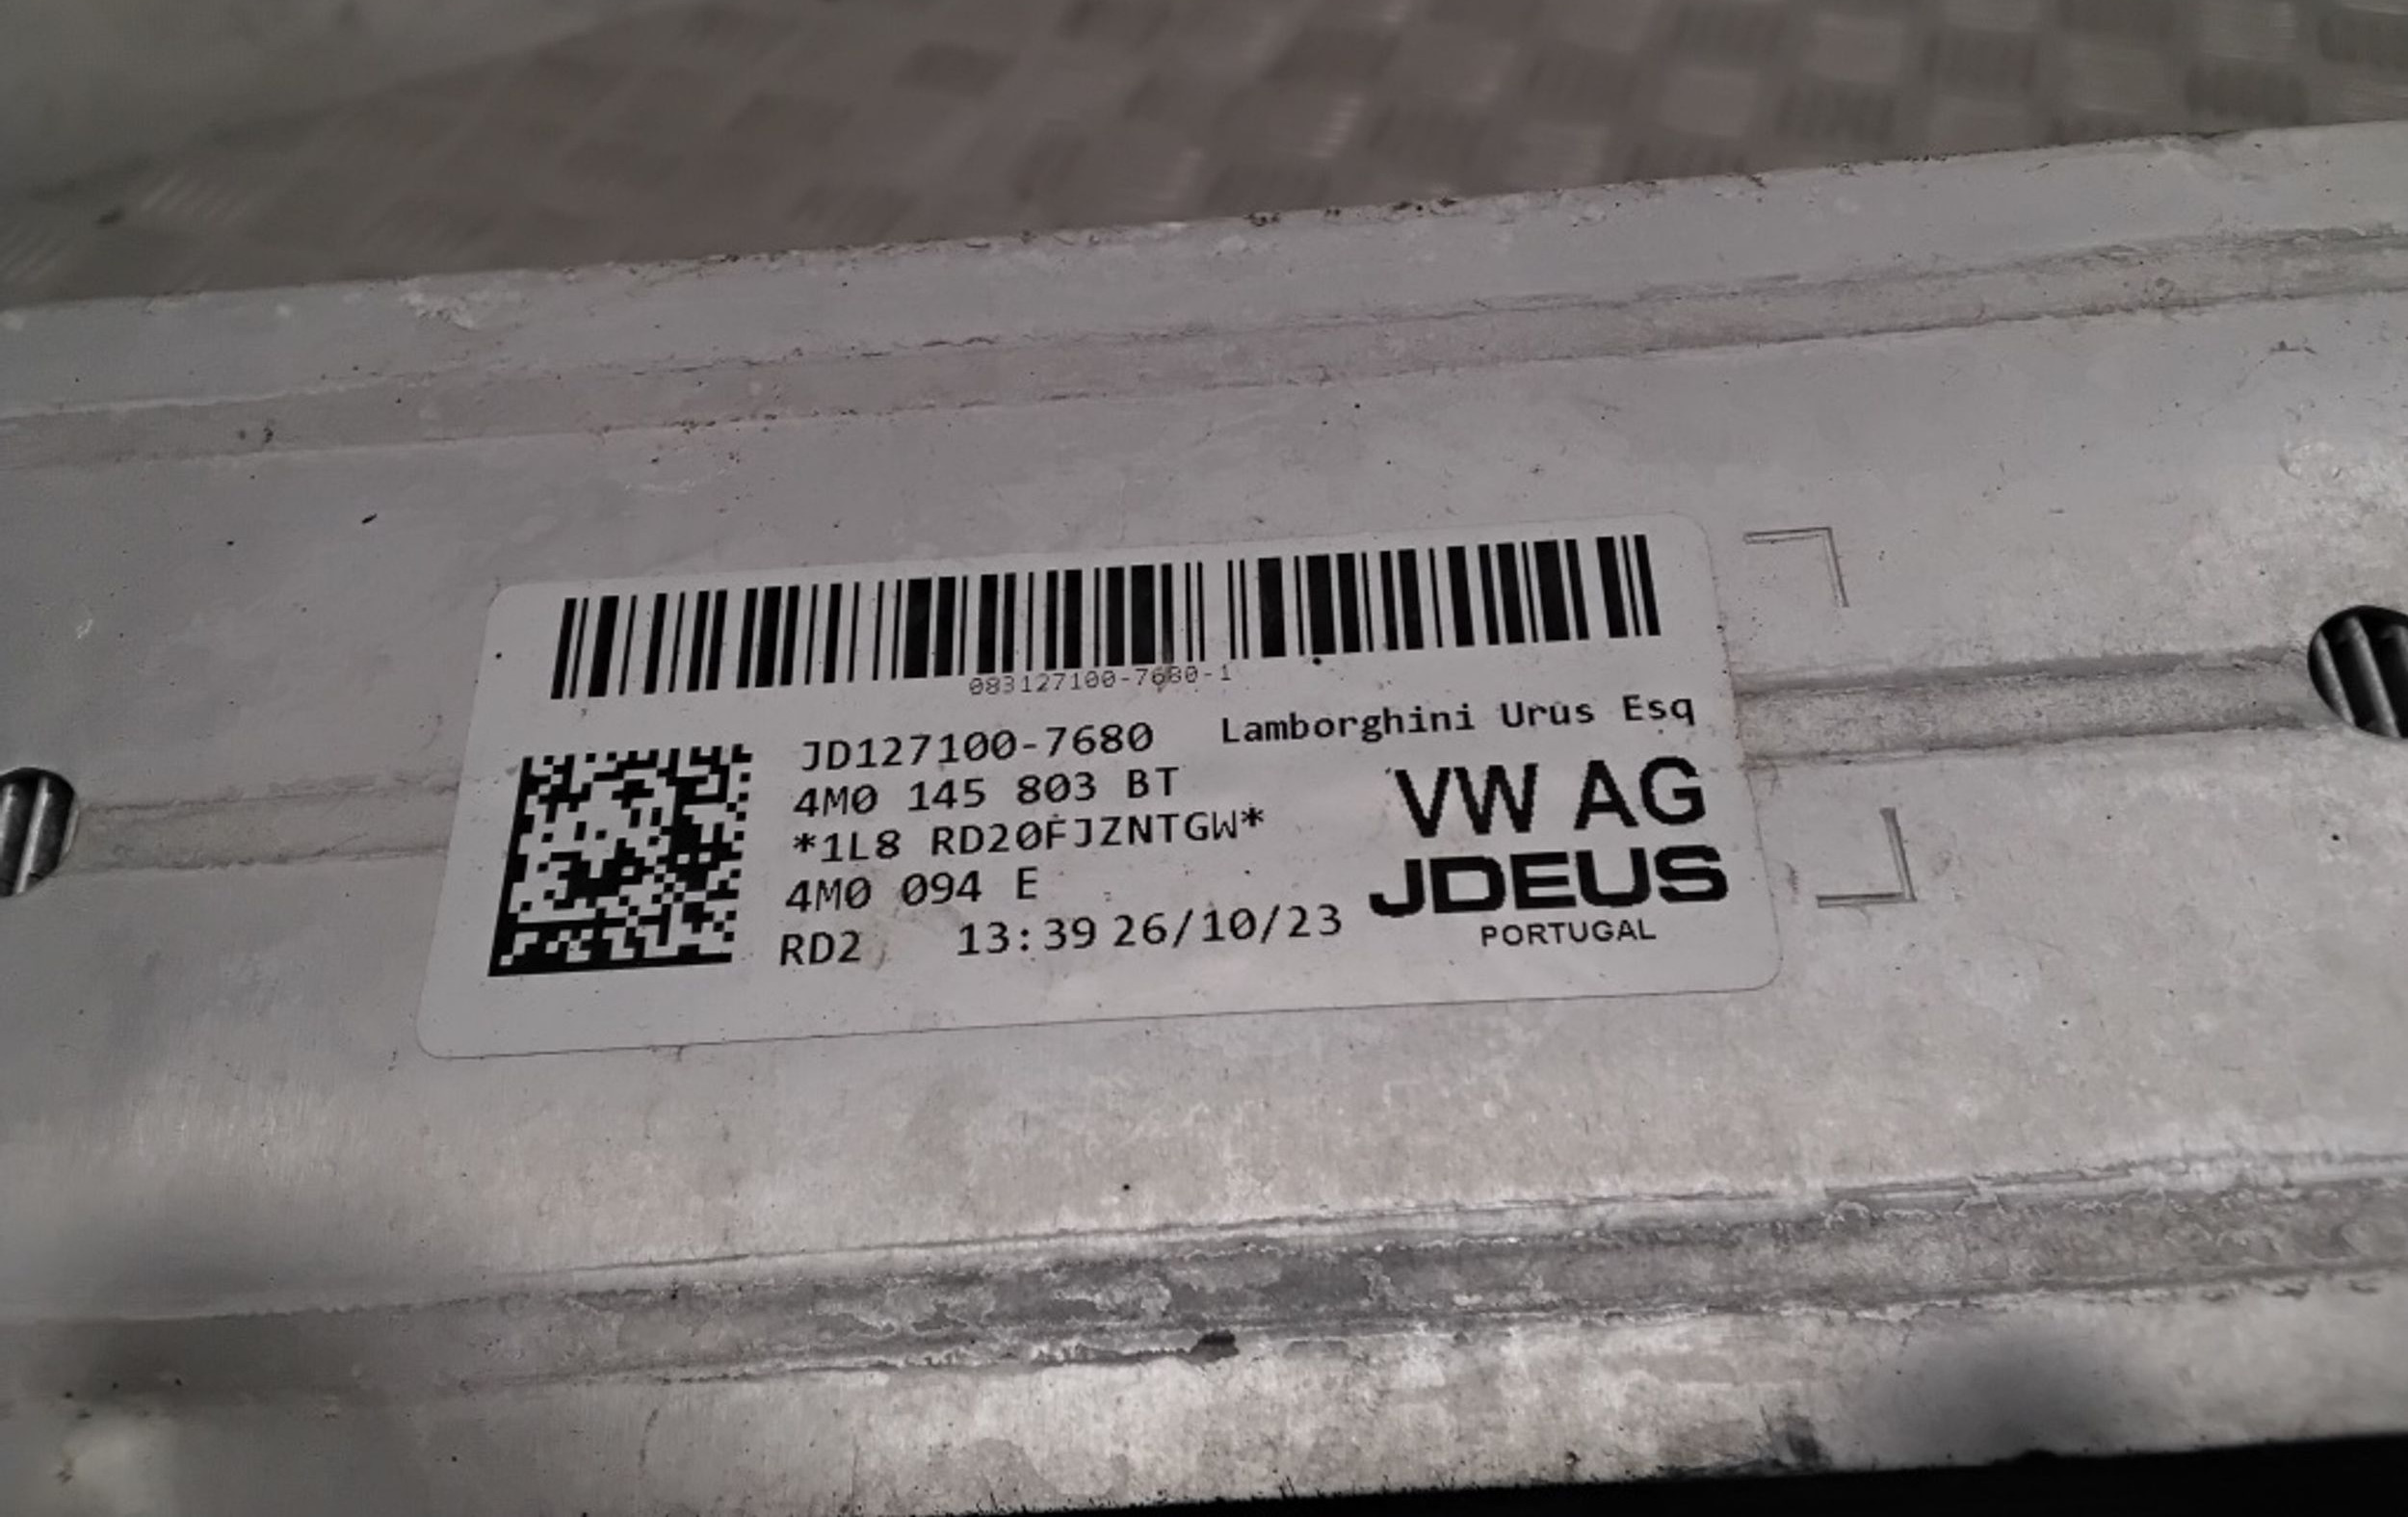 083127100-7680-1
JD127100-7680 Lamborghini Urus Esq
4M0 145 803 BT
*1L8 RD20FJZNTGW*
4M0 094 E
RD2 13:39 26/10/23
VW AG
JDEUS
PORTUGAL